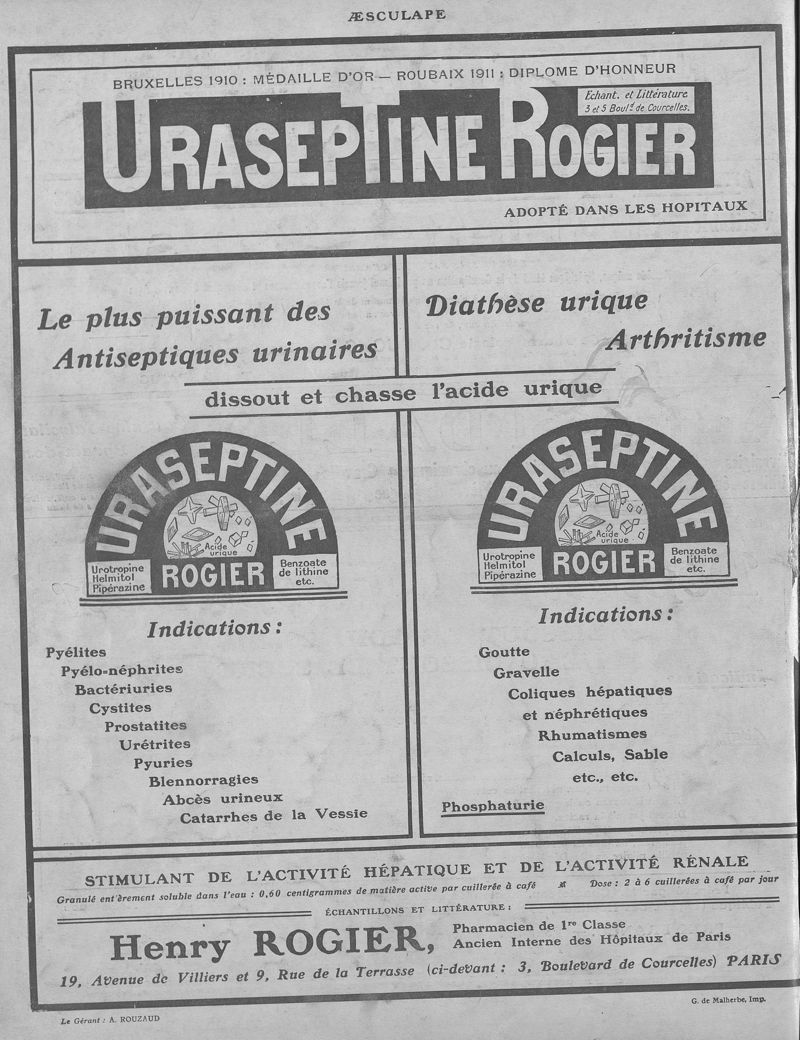 ÆSCULAPE
BRUXELLES 1910 : MÉDAILLE D'OR — ROUBAIX 1911 : DIPLOME D'HONNEUR
Échant. et Littérature
3 et 5 Boulᵈ de Courcelles.
URASEPTINE ROGIER
ADOPTÉ DANS LES HOPITAUX
Le plus puissant des
Antiseptiques urinaires
Diathèse urique
Arthritisme
dissout et chasse l'acide urique
URASEPTINE
Acide
urique
Urotropine
Helmitol
Pipérazine
ROGIER
Benzoate
de lithine
etc.
Indications :
Pyélites
Pyélo-néphrites
Bactériuries
Cystites
Prostatites
Urétrites
Pyuries
Blennorragies
Abcès urineux
Catarrhes de la Vessie
URASEPTINE
Acide
urique
Urotropine
Helmitol
Pipérazine
ROGIER
Benzoate
de lithine
etc.
Indications :
Goutte
Gravelle
Coliques hépatiques
et néphrétiques
Rhumatismes
Calculs, Sable
etc., etc.
Phosphaturie
STIMULANT DE L'ACTIVITÉ HÉPATIQUE ET DE L'ACTIVITÉ RÉNALE
Granulé ent'èrement soluble dans l'eau : 0,60 centigrammes de matière active par cuillerée à café Dose : 2 à 6 cuillerées à café par jour
ÉCHANTILLONS ET LITTÉRATURE :
Henry ROGIER,
Pharmacien de 1re Classe
Ancien Interne des Hôpitaux de Paris
19, Avenue de Villiers et 9, Rue de la Terrasse (ci-devant : 3, Boulevard de Courcelles) PARIS
G. de Malherbe, Imp.
Le Gérant : A. ROUZAUD